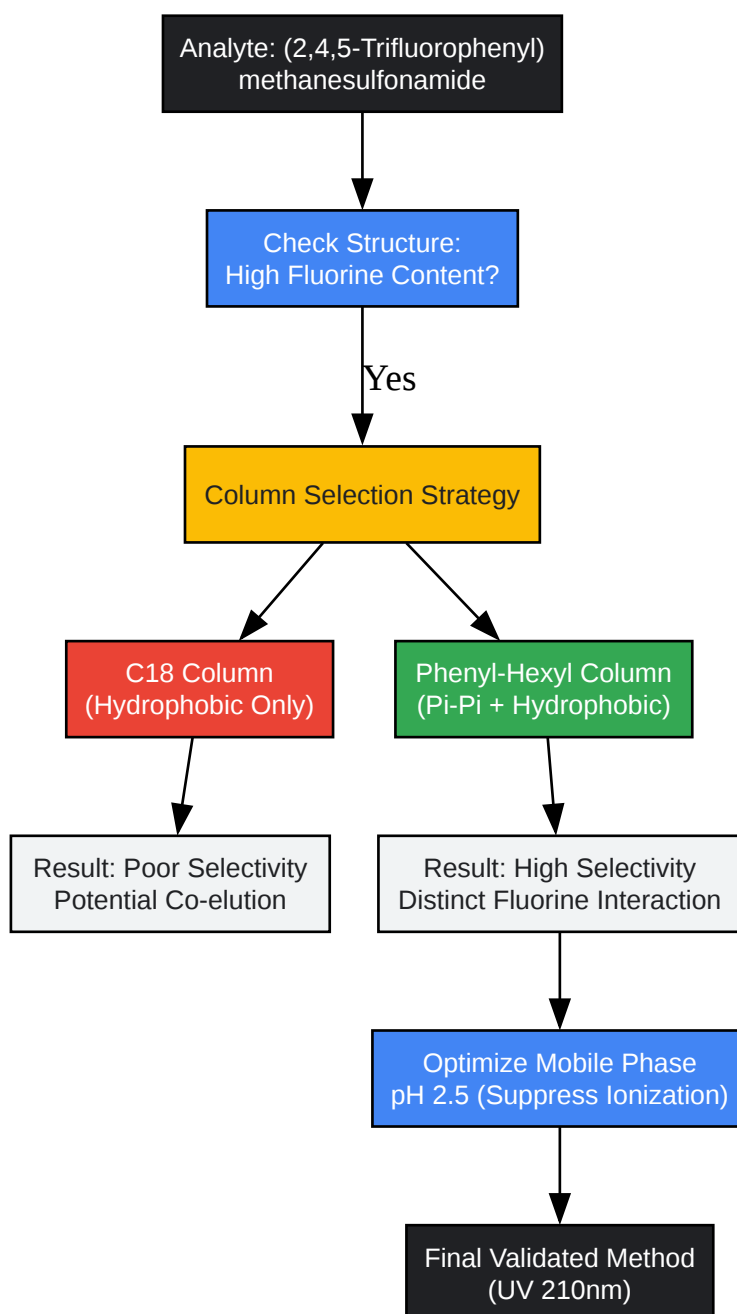 Analyte: (2,4,5-Trifluorophenyl)
methanesulfonamide
Check Structure:
High Fluorine Content?
Yes
Column Selection Strategy
C18 Column
(Hydrophobic Only)
Phenyl-Hexyl Column
(Pi-Pi + Hydrophobic)
Result: Poor Selectivity
Potential Co-elution
Result: High Selectivity
Distinct Fluorine Interaction
Optimize Mobile Phase
pH 2.5 (Suppress Ionization)
Final Validated Method
(UV 210nm)